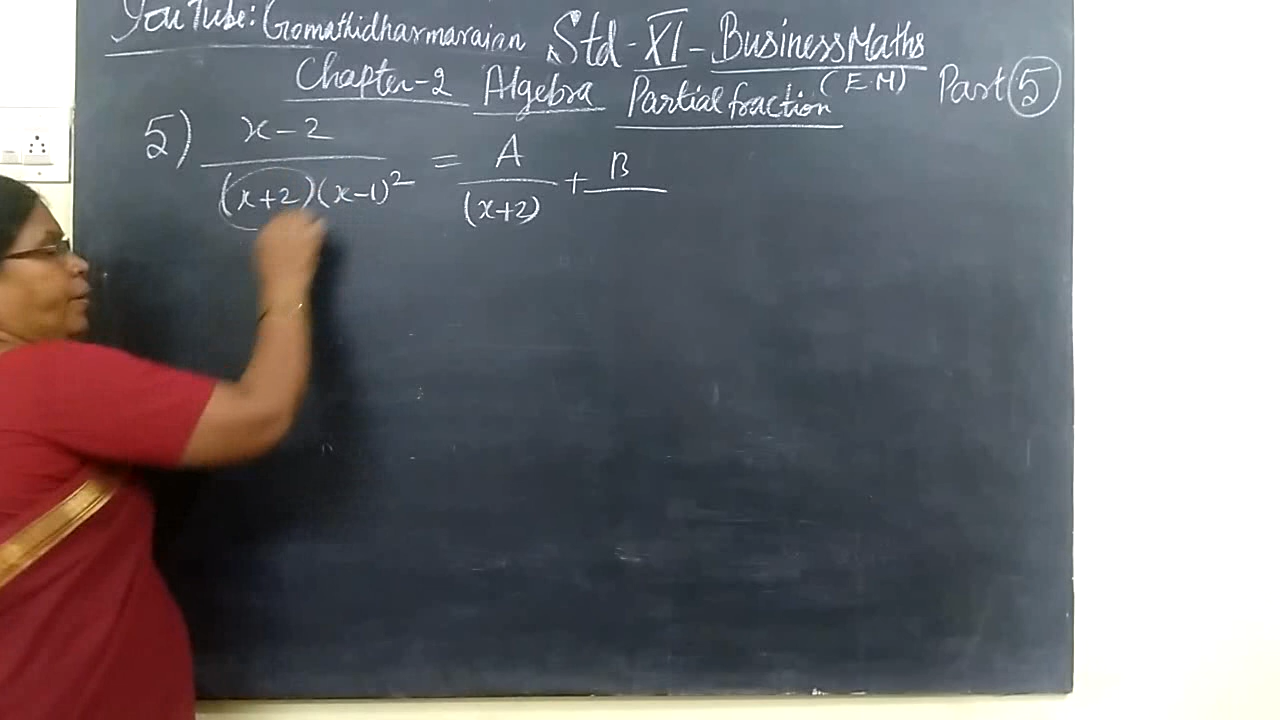 YouTube: Gomathidharmarajan Std-XI-BusinessMaths
Chapter-2 Algebra Partial fraction (E.M) Part 5
5) x-2 / (x+2)(x-1)² = A / (x+2) + B